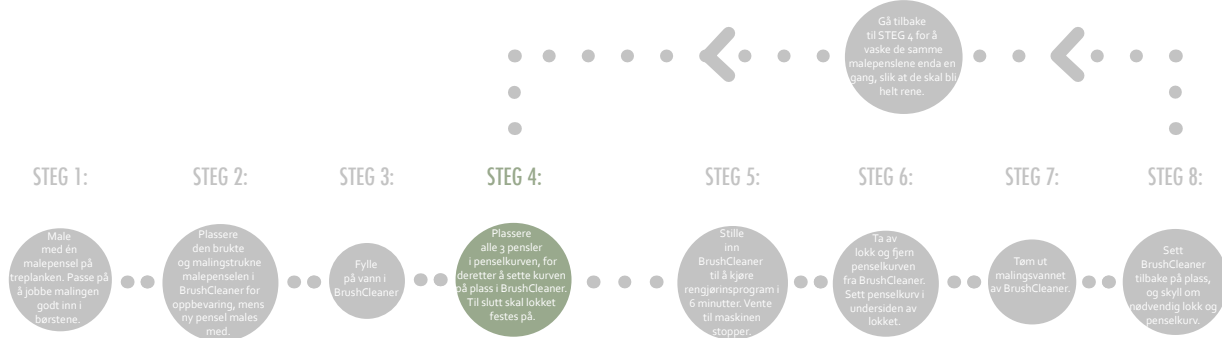 Gå tilbake
til STEG 4 for å
vaske de samme
malepenslene enda en
gang, slik at de skal bli
helt rene.
STEG 1:
STEG 2:
STEG 3:
STEG 4:
STEG 5:
STEG 6:
STEG 7:
STEG 8:
Male
med én
malepensel på
treplanken. Passe på
å jobbe malingen
godt inn i
børstene.
Plassere
den brukte
og malingstrukne
malepenselen i
BrushCleaner for
oppbevaring, mens
ny pensel males
med.
Fylle
på vann i
BrushCleaner
Plassere
alle 3 pensler
i penselkurven, for
deretter å sette kurven
på plass i BrushCleaner.
Til slutt skal lokket
festes på.
Stille
inn
BrushCleaner
til å kjøre
rengjørinsprogram i
6 minutter. Vente
til maskinen
stopper.
Ta av
lokk og fjern
penselkurven
fra BrushCleaner.
Sett penselkurv i
undersiden av
lokket.
Tøm ut
malingsvannet
av BrushCleaner.
Sett
BrushCleaner
tilbake på plass,
og skyll om
nødvendig lokk og
penselkurv.